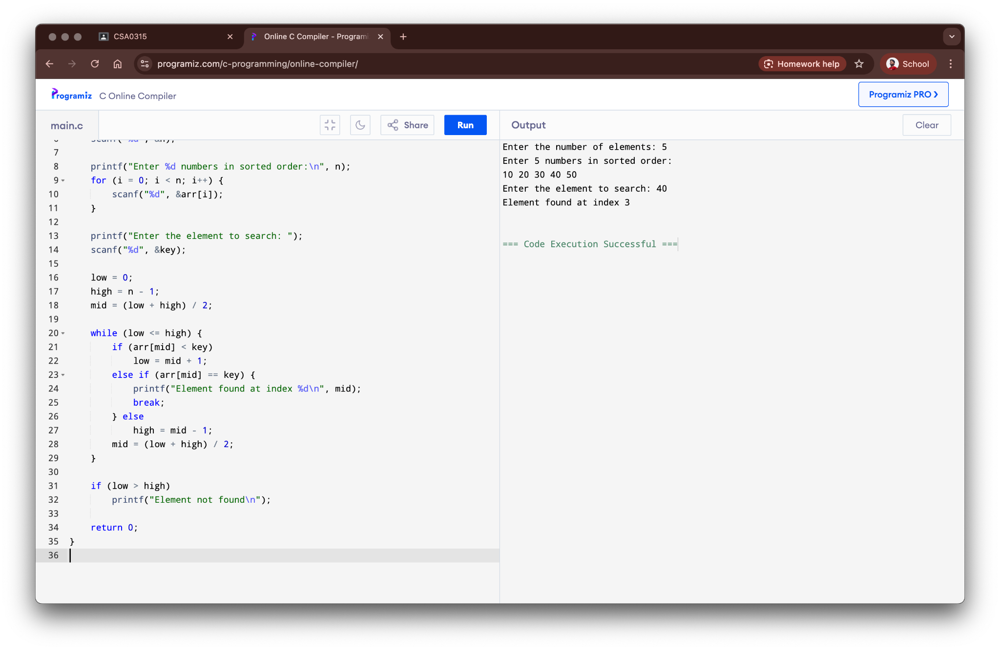 CSA0315
Online C Compiler - Programi
programiz.com/c-programming/online-compiler/
Homework help
School
Programiz C Online Compiler
Programiz PRO
main.c
Share
Run
Output
Clear
6 scanf("%d", &n);
7
8 printf("Enter %d numbers in sorted order:\n", n);
9 for (i = 0; i < n; i++) {
10 scanf("%d", &arr[i]);
11 }
12
13 printf("Enter the element to search: ");
14 scanf("%d", &key);
15
16 low = 0;
17 high = n - 1;
18 mid = (low + high) / 2;
19
20 while (low <= high) {
21 if (arr[mid] < key)
22 low = mid + 1;
23 else if (arr[mid] == key) {
24 printf("Element found at index %d\n", mid);
25 break;
26 } else
27 high = mid - 1;
28 mid = (low + high) / 2;
29 }
30
31 if (low > high)
32 printf("Element not found\n");
33
34 return 0;
35 }
36
Enter the number of elements: 5
Enter 5 numbers in sorted order:
10 20 30 40 50
Enter the element to search: 40
Element found at index 3
=== Code Execution Successful ===